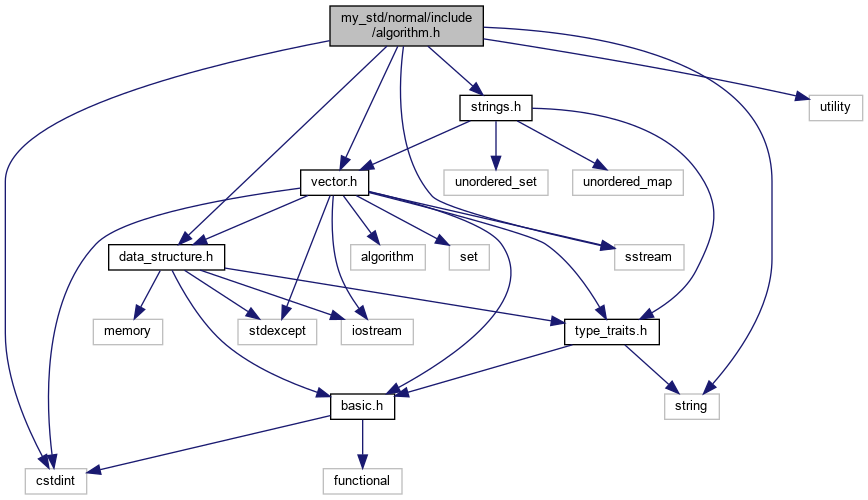 my_std/normal/include
/algorithm.h
strings.h
utility
vector.h
unordered_set
unordered_map
data_structure.h
algorithm
set
sstream
memory
stdexcept
iostream
type_traits.h
basic.h
string
cstdint
functional